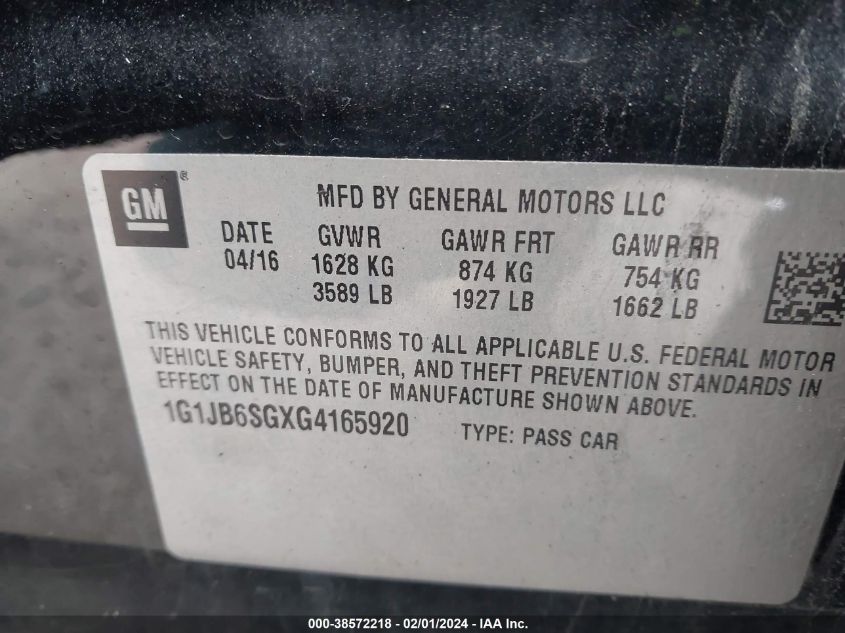 GM® MFD BY GENERAL MOTORS LLC
DATE GVWR GAWR FRT GAWR RR
04/16 1628 KG 874 KG 754 KG
3589 LB 1927 LB 1662 LB
THIS VEHICLE CONFORMS TO ALL APPLICABLE U.S. FEDERAL MOTOR
VEHICLE SAFETY, BUMPER, AND THEFT PREVENTION STANDARDS IN
EFFECT ON THE DATE OF MANUFACTURE SHOWN ABOVE.
1G1JB6SGXG4165920 TYPE: PASS CAR
000-38572218 - 02/01/2024 - IAA Inc.